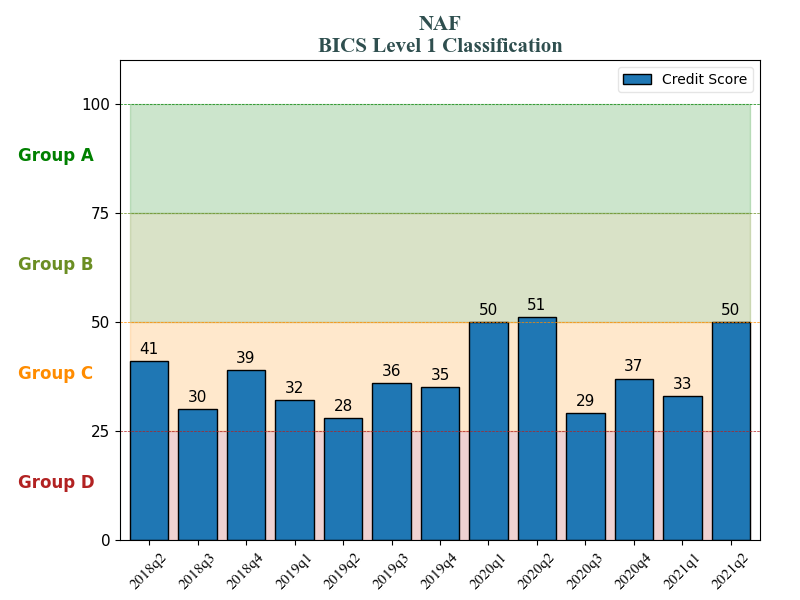 NAF
BICS Level 1 Classification
Credit Score
100
Group A
75
Group B
50
Group C
25
Group D
0
41
30
39
32
28
36
35
50
51
29
37
33
50
2018q2
2018q3
2018q4
2019q1
2019q2
2019q3
2019q4
2020q1
2020q2
2020q3
2020q4
2021q1
2021q2